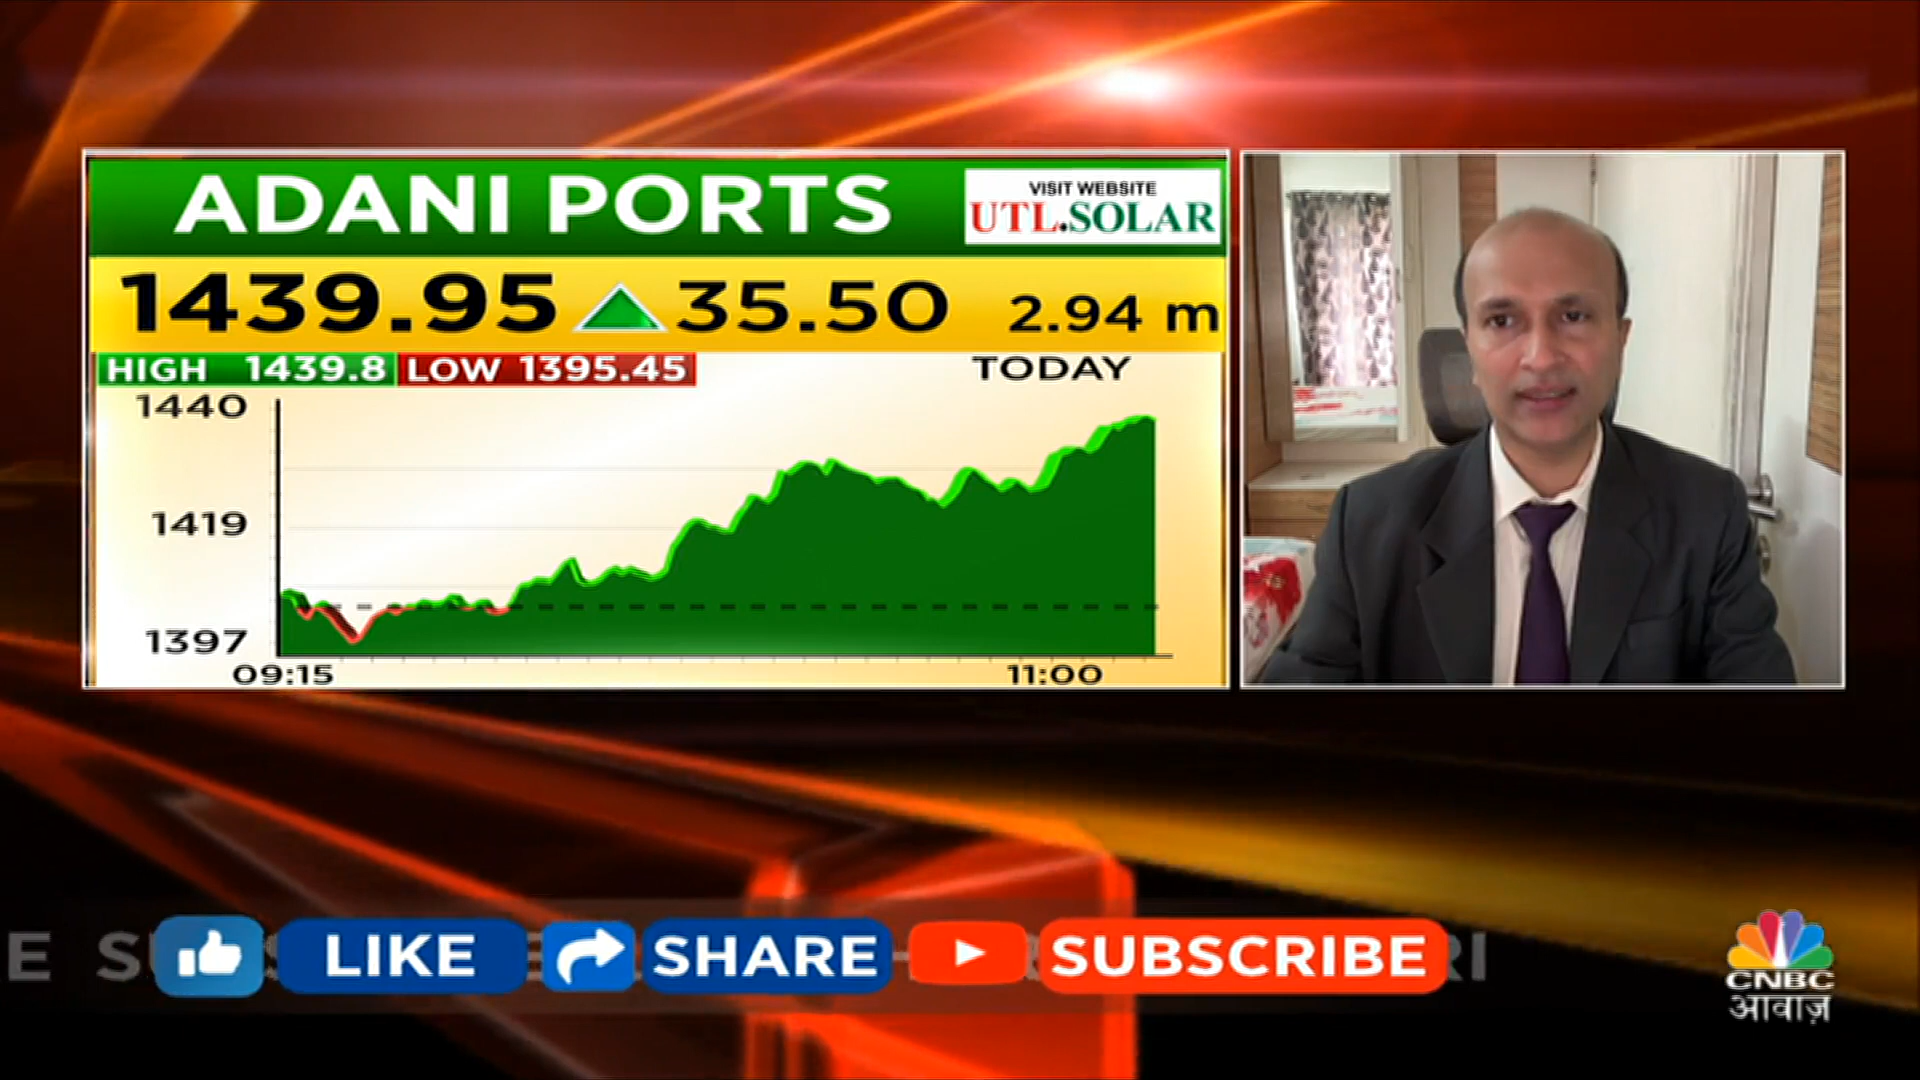 ADANI PORTS
VISIT WEBSITE
UTL.SOLAR
1439.95 35.50 2.94 m
HIGH 1439.8 LOW 1395.45
TODAY
1440
1419
1397
09:15 11:00
LIKE SHARE SUBSCRIBE
CNBC
आवाज़